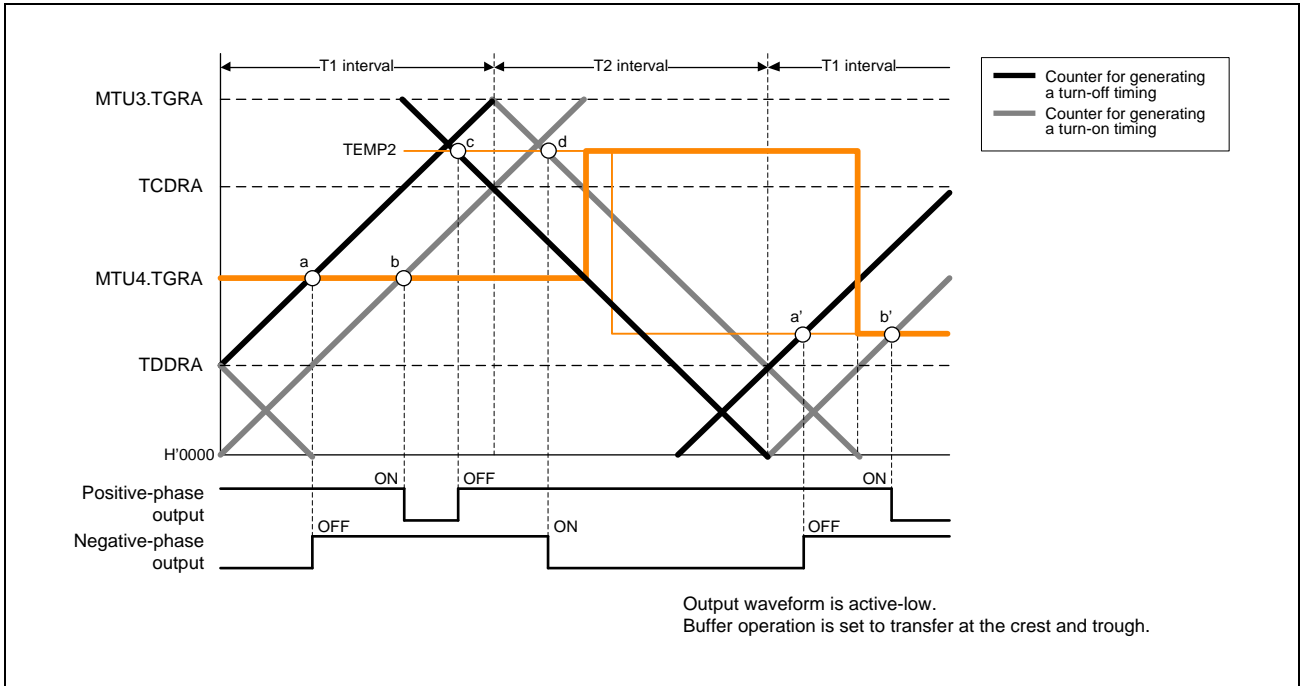 T1 interval
T2 interval
T1 interval
Counter for generating
a turn-off timing
Counter for generating
a turn-on timing
MTU3.TGRA
TEMP2
c
d
TCDRA
MTU4.TGRA
a
b
a'
b'
TDDRA
H'0000
Positive-phase
output
ON
OFF
ON
Negative-phase
output
OFF
ON
OFF
Output waveform is active-low.
Buffer operation is set to transfer at the crest and trough.